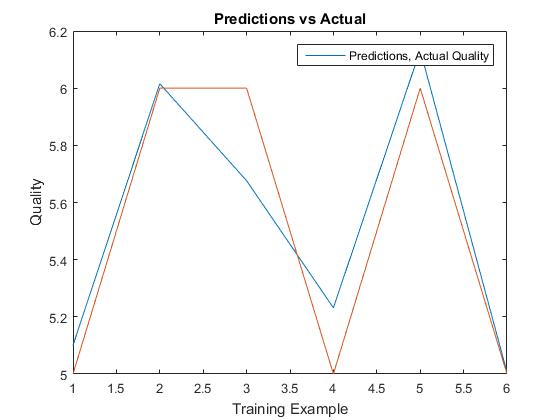 Predictions vs Actual
Predictions, Actual Quality
Quality
6.2
6
5.8
5.6
5.4
5.2
5
1 1.5 2 2.5 3 3.5 4 4.5 5 5.5 6
Training Example